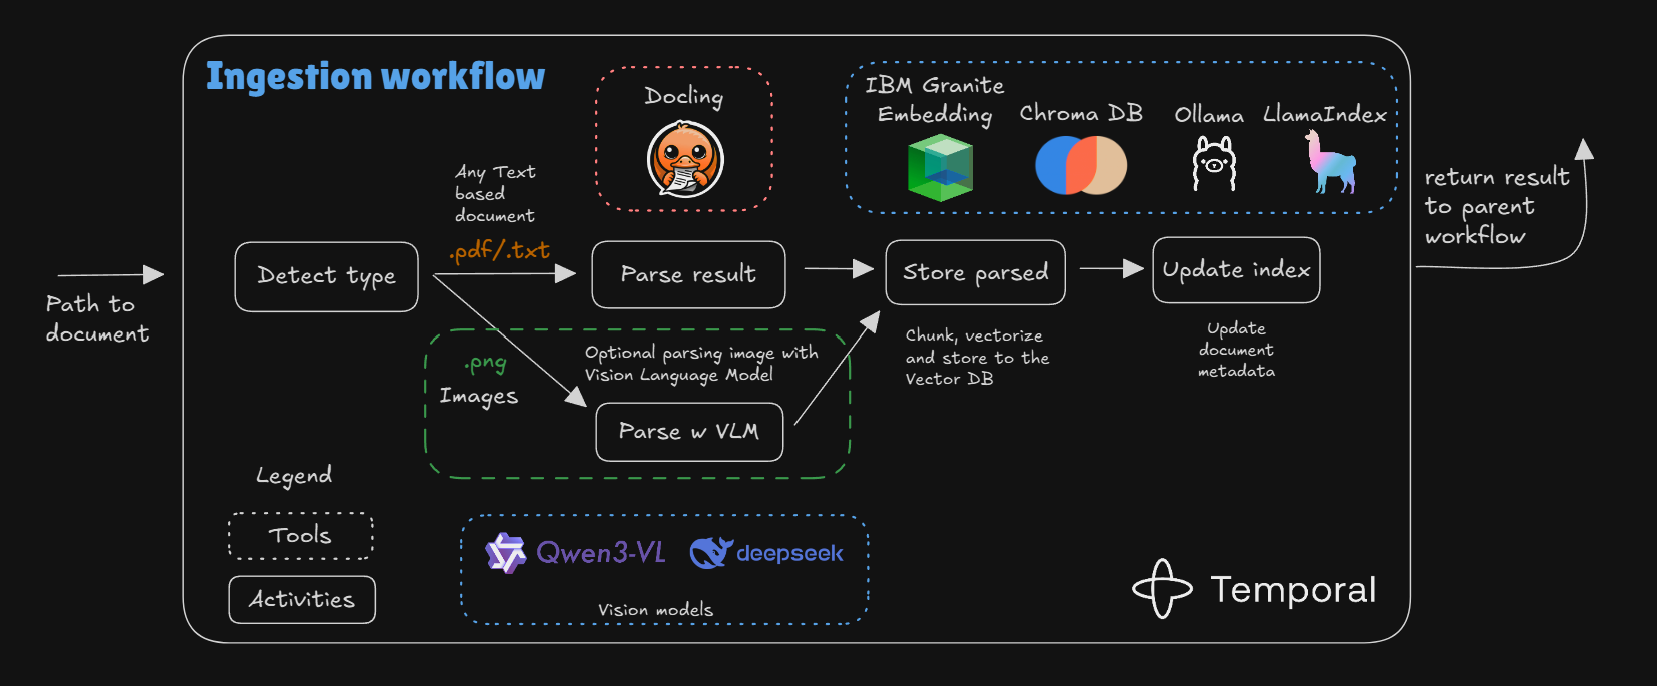 Ingestion workflow
Docling
IBM Granite
Embedding
Chroma DB
Ollama
LlamaIndex
Any Text
based
document
.pdf/.txt
return result
to parent
workflow
Path to
document
Detect type
Parse result
Store parsed
Update index
.png
Images
Optional parsing image with
Vision Language Model
Parse w VLM
Chunk, vectorize
and store to the
Vector DB
Update
document
metadata
Legend
Tools
Activities
Qwen3-VL
deepseek
Vision models
Temporal